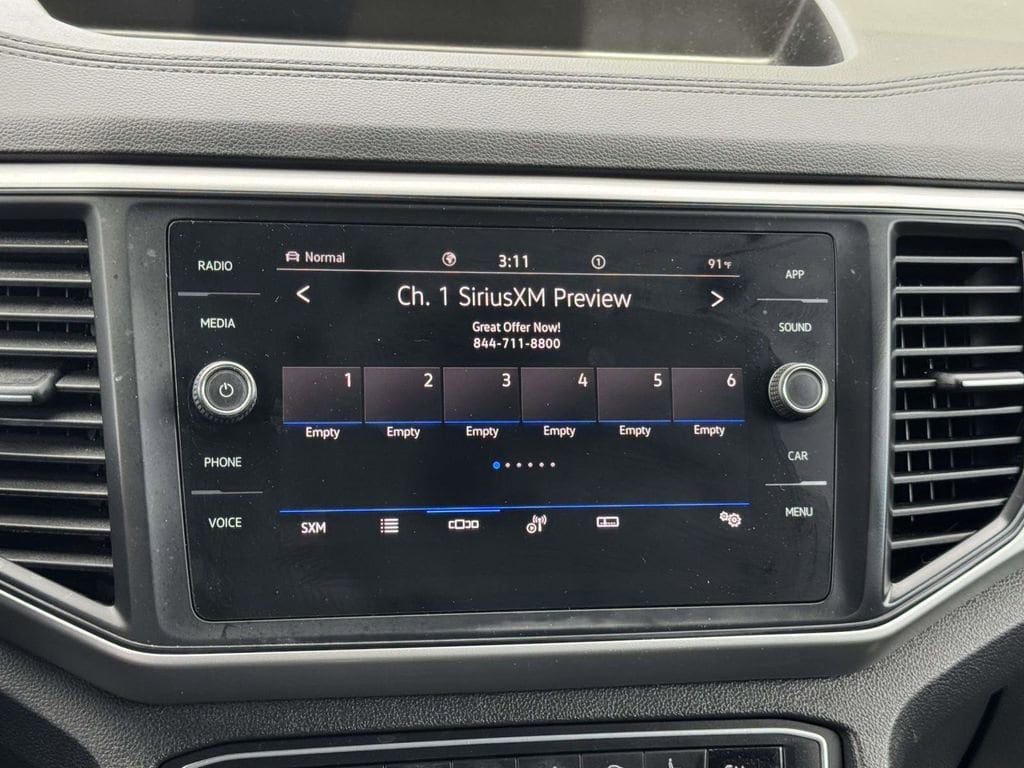 RADIO
MEDIA
PHONE
VOICE
Normal 3:11 1 91°F
< Ch. 1 SiriusXM Preview >
Great Offer Now!
844-711-8800
1 2 3 4 5 6
Empty Empty Empty Empty Empty Empty
SXM
APP
SOUND
CAR
MENU